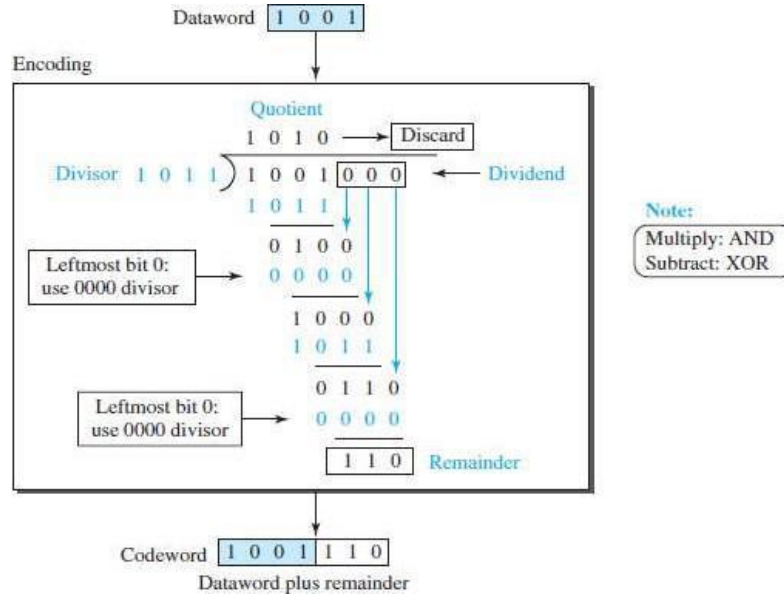 Dataword 1 0 0 1
Encoding
Quotient
1 0 1 0 Discard
Divisor 1 0 1 1 ) 1 0 0 1 0 0 0 Dividend
1 0 1 1
Note:
Multiply: AND
Subtract: XOR
0 1 0 0
Leftmost bit 0:
use 0000 divisor
0 0 0 0
1 0 0 0
1 0 1 1
0 1 1 0
Leftmost bit 0:
use 0000 divisor
0 0 0 0
1 1 0 Remainder
Codeword 1 0 0 1 1 1 0
Dataword plus remainder